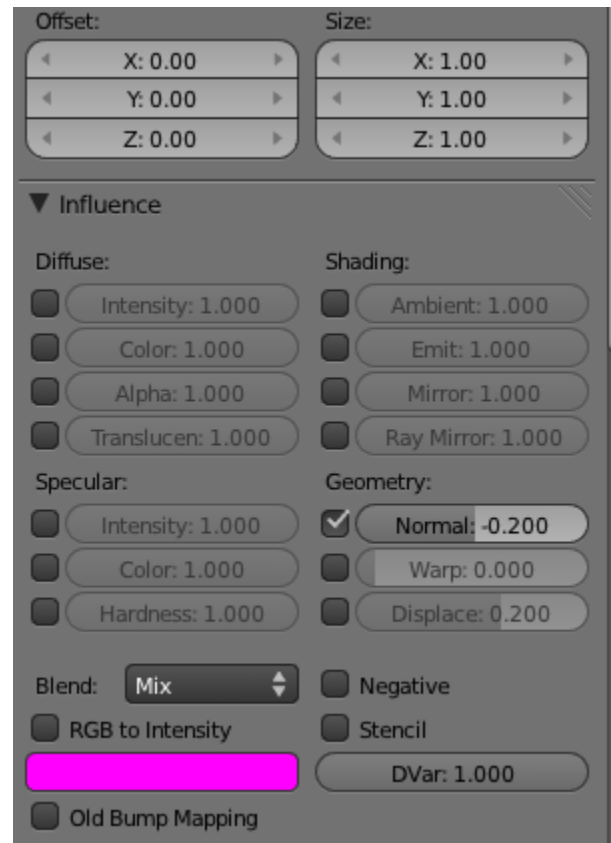 Offset: Size:
X: 0.00 X: 1.00
Y: 0.00 Y: 1.00
Z: 0.00 Z: 1.00
Influence
Diffuse: Shading:
Intensity: 1.000 Ambient: 1.000
Color: 1.000 Emit: 1.000
Alpha: 1.000 Mirror: 1.000
Translucen: 1.000 Ray Mirror: 1.000
Specular: Geometry:
Intensity: 1.000 Normal: -0.200
Color: 1.000 Warp: 0.000
Hardness: 1.000 Displace: 0.200
Blend: Mix Negative
RGB to Intensity Stencil
DVar: 1.000
Old Bump Mapping